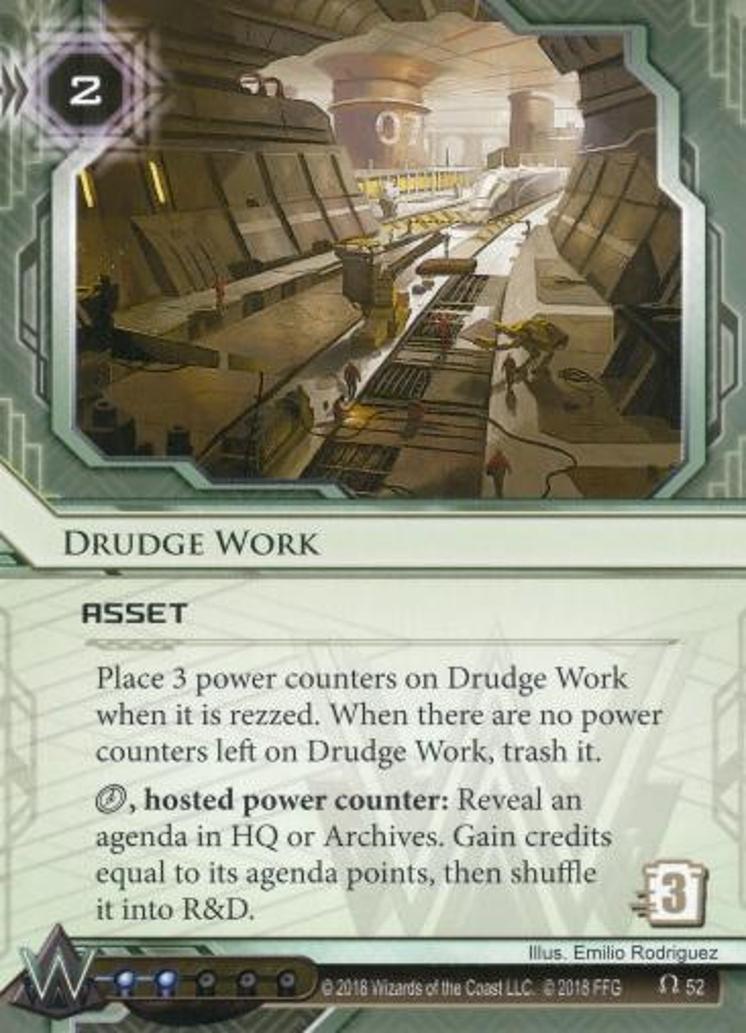 2
07
DRUDGE WORK
ASSET
Place 3 power counters on Drudge Work
when it is rezzed. When there are no power
counters left on Drudge Work, trash it.
, hosted power counter: Reveal an
agenda in HQ or Archives. Gain credits
equal to its agenda points, then shuffle
it into R&D.
3
Illus. Emilio Rodriguez
W
© 2018 Wizards of the Coast LLC. © 2018 FFG Ω 52